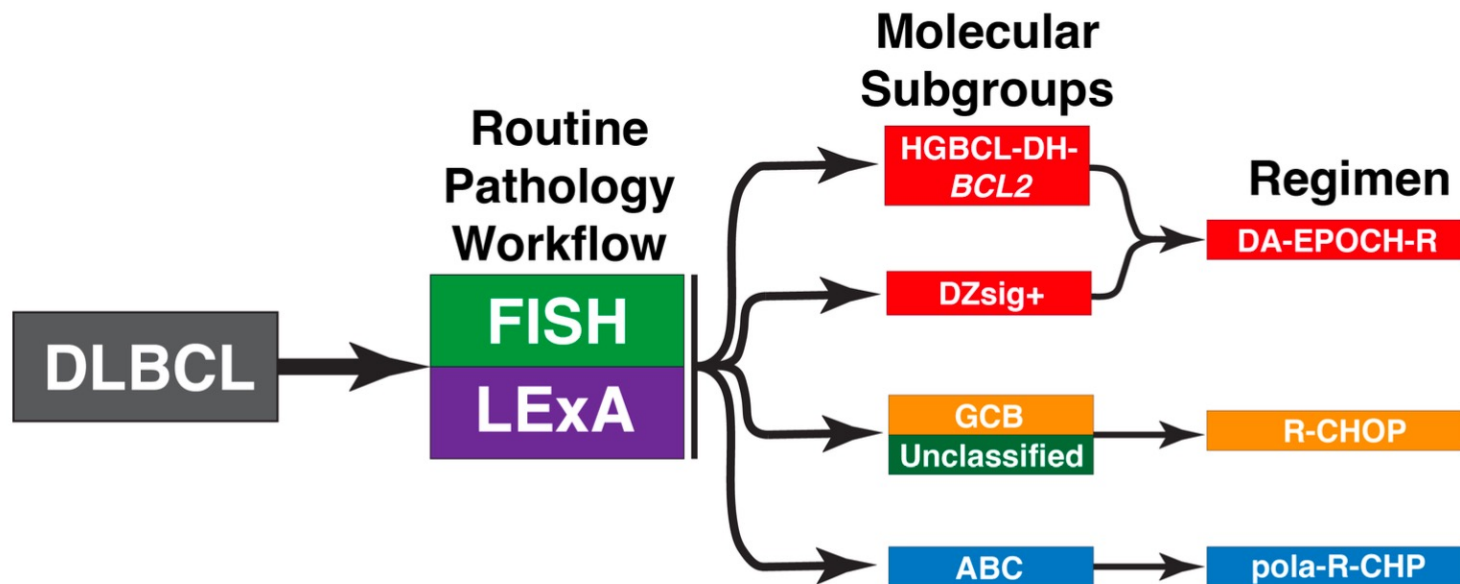 DLBCL
Routine
Pathology
Workflow
FISH
LExA
Molecular
Subgroups
HGBCL-DH-
BCL2
DZsig+
GCB
Unclassified
ABC
Regimen
DA-EPOCH-R
R-CHOP
pola-R-CHP